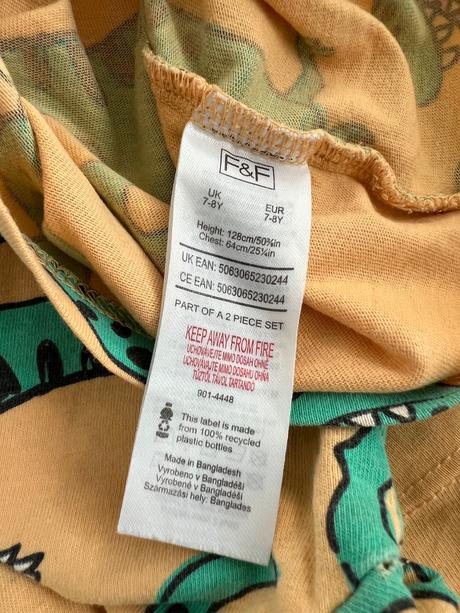 F&F
UK EUR
7-8Y 7-8Y
Height: 128cm/50⅜in
Chest: 64cm/25¼in
UK EAN: 5063065230244
CE EAN: 5063065230244
PART OF A 2 PIECE SET
KEEP AWAY FROM FIRE
UCHOVÁVEJTE MIMO DOSAH OHNĚ
UCHOVÁVAJTE MIMO DOSAHU OHŇA
TŰZTŐL TÁVOL TARTANDÓ
901-4448
This label is made
from 100% recycled
plastic bottles
Made in Bangladesh
Vyrobeno v Bangladéši
Vyrobené v Bangladéši
Származási hely: Banglades